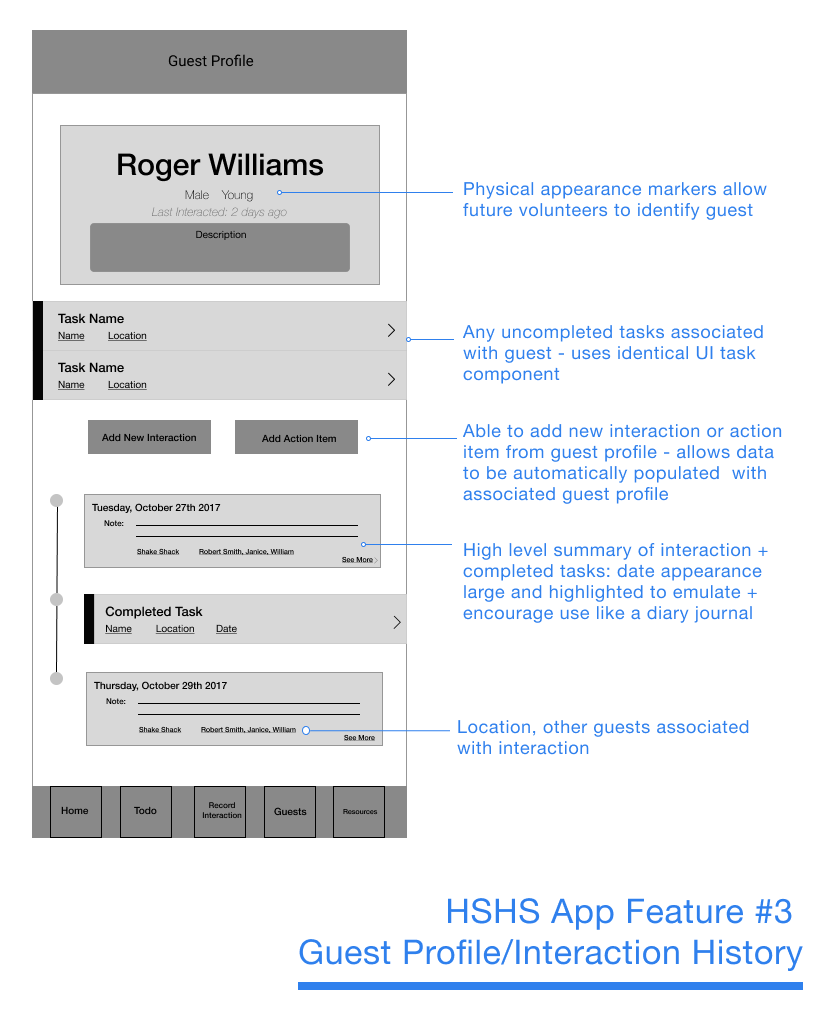 Guest Profile
Roger Williams
Male Young
Last Interacted: 2 days ago
Description
Physical appearance markers allow
future volunteers to identify guest
Task Name
Name Location
Task Name
Name Location
Any uncompleted tasks associated
with guest - uses identical UI task
component
Add New Interaction
Add Action Item
Able to add new interaction or action
item from guest profile - allows data
to be automatically populated with
associated guest profile
Tuesday, October 27th 2017
Note:
Shake Shack Robert Smith, Janice, William
See More
High level summary of interaction +
completed tasks: date appearance
large and highlighted to emulate +
encourage use like a diary journal
Completed Task
Name Location Date
Thursday, October 29th 2017
Note:
Shake Shack Robert Smith, Janice, William
See More
Location, other guests associated
with interaction
Home
Todo
Record
Interaction
Guests
Resources
HSHS App Feature #3
Guest Profile/Interaction History